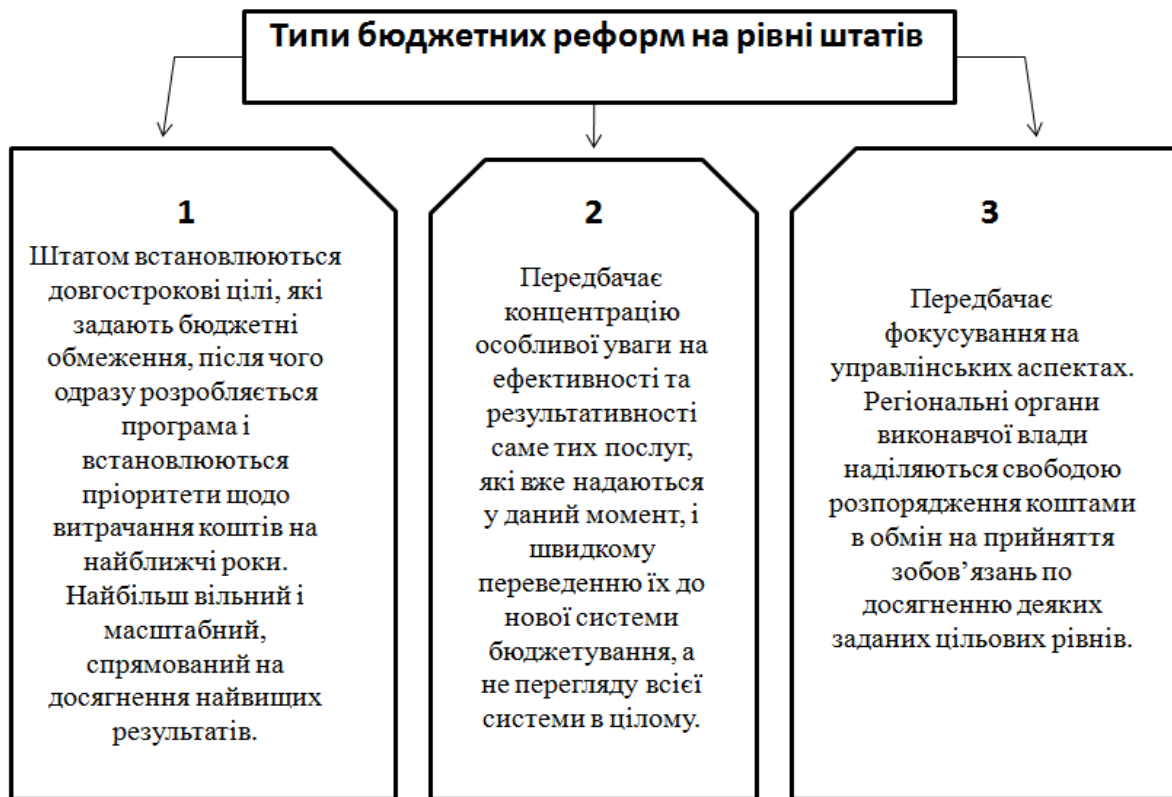 Типи бюджетних реформ на рівні штатів
1
Штатом встановлюються
довгострокові цілі, які
задають бюджетні
обмеження, після чого
одразу розробляється
програма і
встановлюються
пріоритети щодо
витрачання коштів на
найближчі роки.
Найбільш вільний і
масштабний,
спрямований на
досягнення найвищих
результатів.
2
Передбачає
концентрацію
особливої уваги на
ефективності та
результативності
саме тих послуг,
які вже надаються
у даний момент, і
швидкому
переведенню їх до
нової системи
бюджетування, а
не перегляду всієї
системи в цілому.
3
Передбачає
фокусування на
управлінських аспектах.
Регіональні органи
виконавчої влади
наділяються свободою
розпорядження коштами
в обмін на прийняття
зобов’язань по
досягненню деяких
заданих цільових рівнів.